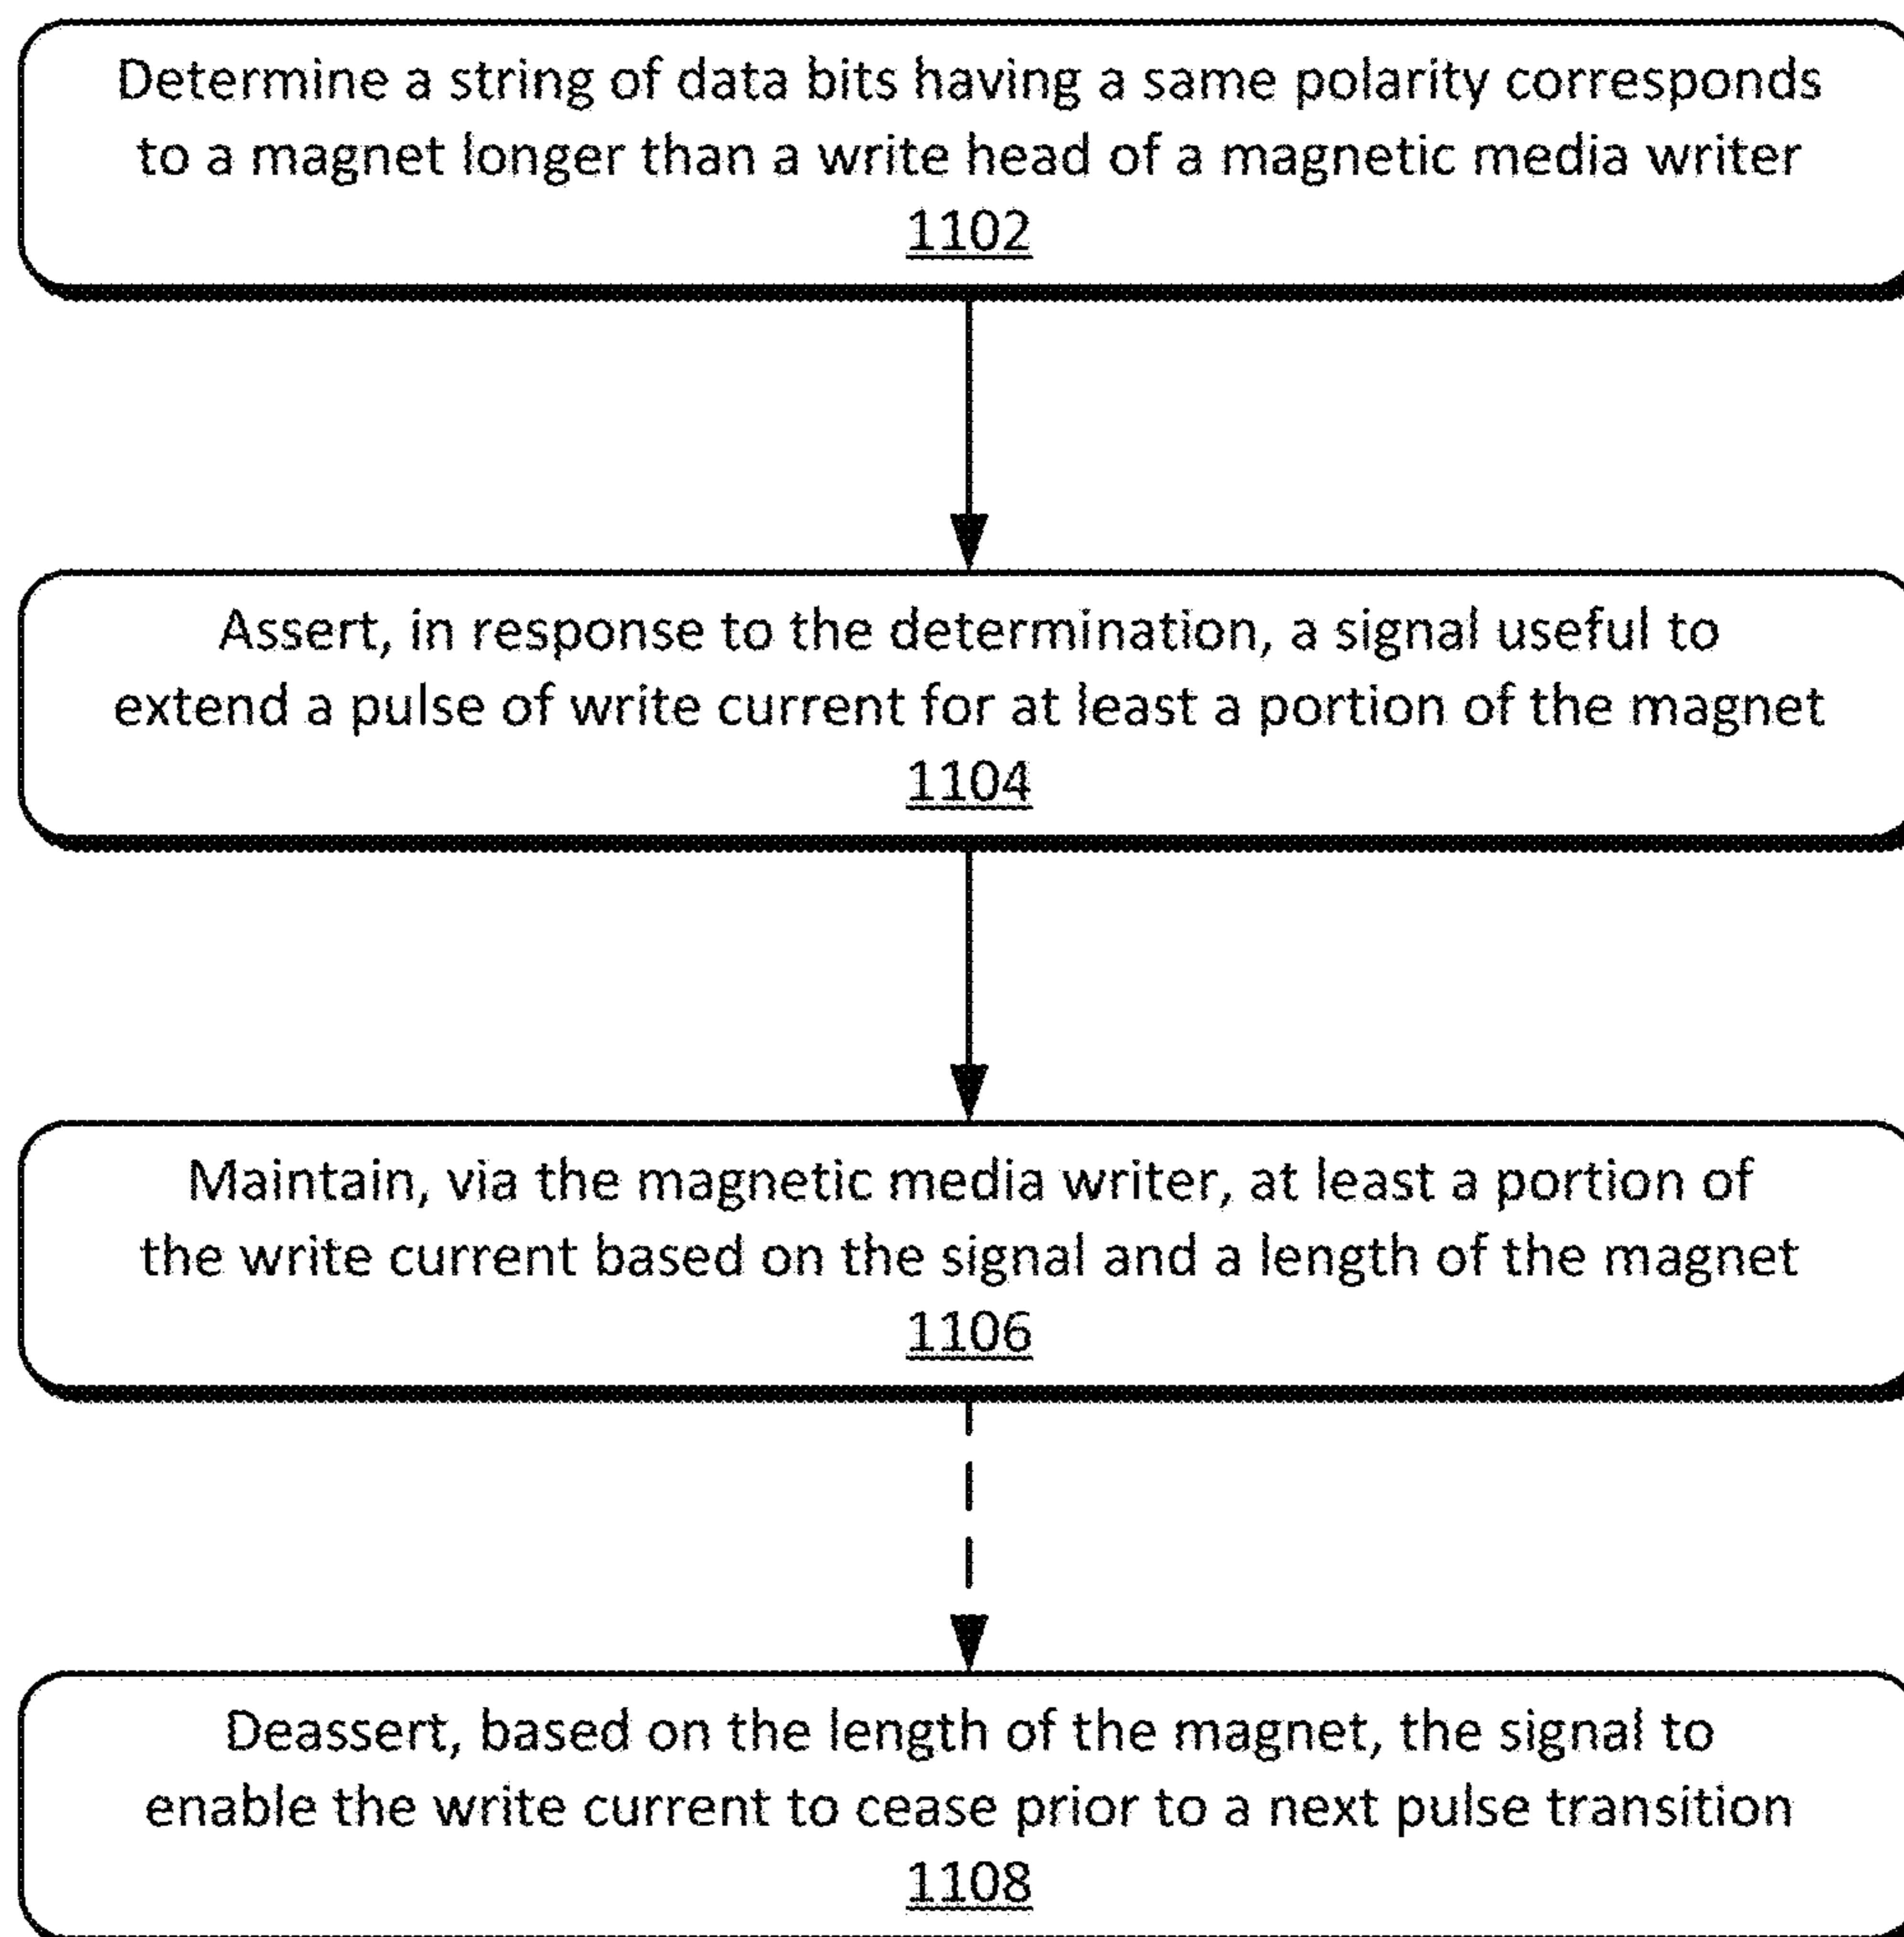 Determine a string of data bits having a same polarity corresponds
to a magnet longer than a write head of a magnetic media writer
1102
Assert, in response to the determination, a signal useful to
extend a pulse of write current for at least a portion of the magnet
1104
Maintain, via the magnetic media writer, at least a portion of
the write current based on the signal and a length of the magnet
1106
Deassert, based on the length of the magnet, the signal to
enable the write current to cease prior to a next pulse transition
1108